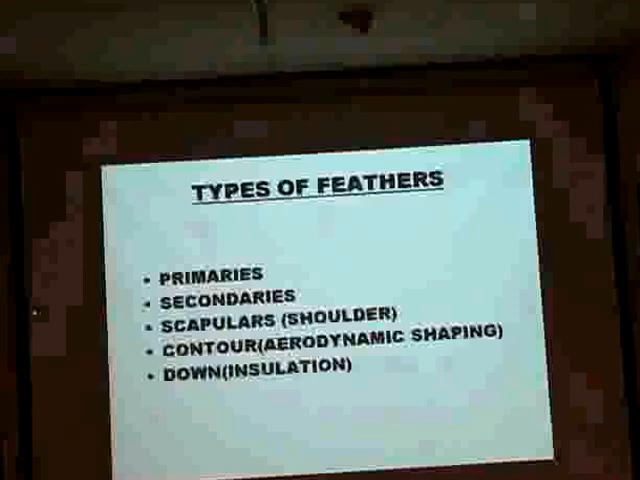 TYPES OF FEATHERS
• PRIMARIES
• SECONDARIES
• SCAPULARS (SHOULDER)
• CONTOUR(AERODYNAMIC SHAPING)
• DOWN(INSULATION)